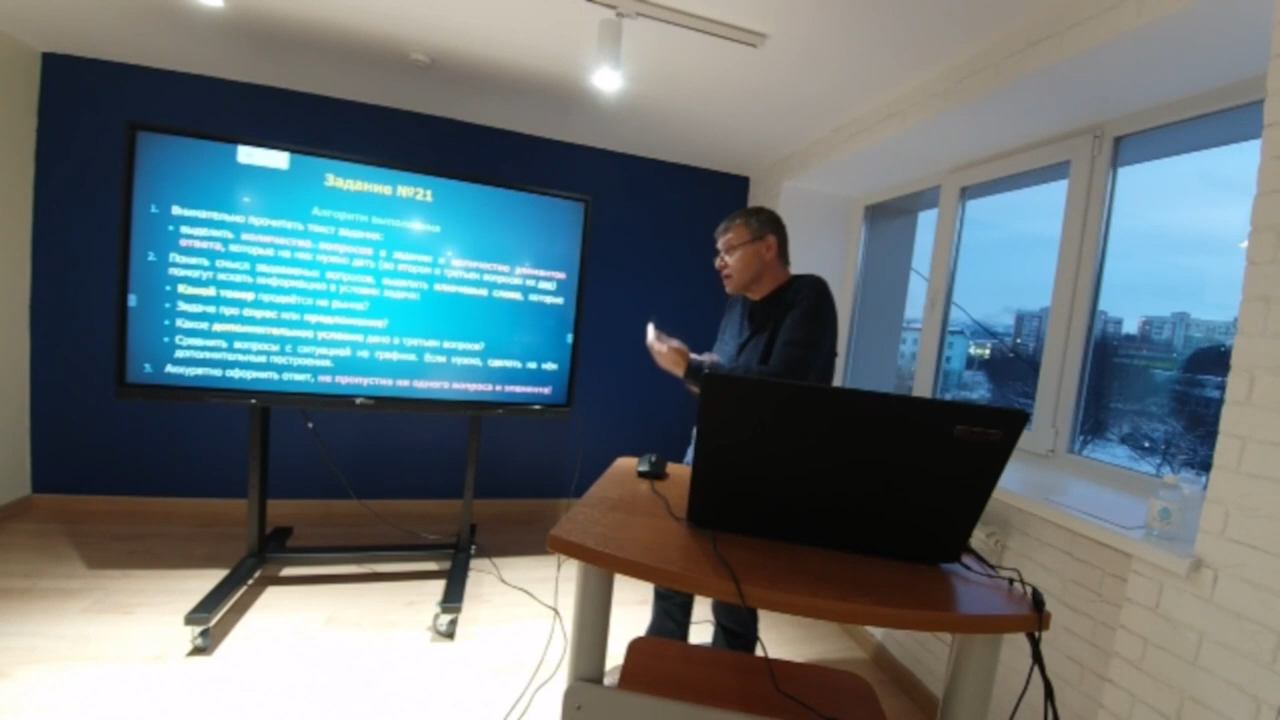 Задание №21
Алгоритм выполнения
1. Внимательно прочитать текст задачи:
• выделить количество вопросов в задании и количество элементов
ответа, которые на них нужно дать (во втором и третьем вопросах их два)
2. Понять смысл заданных вопросов, выделить ключевые слова, которые
помогут искать информацию в условии задачи:
• Какой товар продаётся на рынке?
• Задача про спрос или предложение?
• Какое дополнительное условие дано в третьем вопросе?
• Сравнить вопросы с ситуацией на графике. Если нужно, сделать на нём
дополнительные построения.
3. Аккуратно оформить ответ, не пропустив ни одного вопроса и элемента!